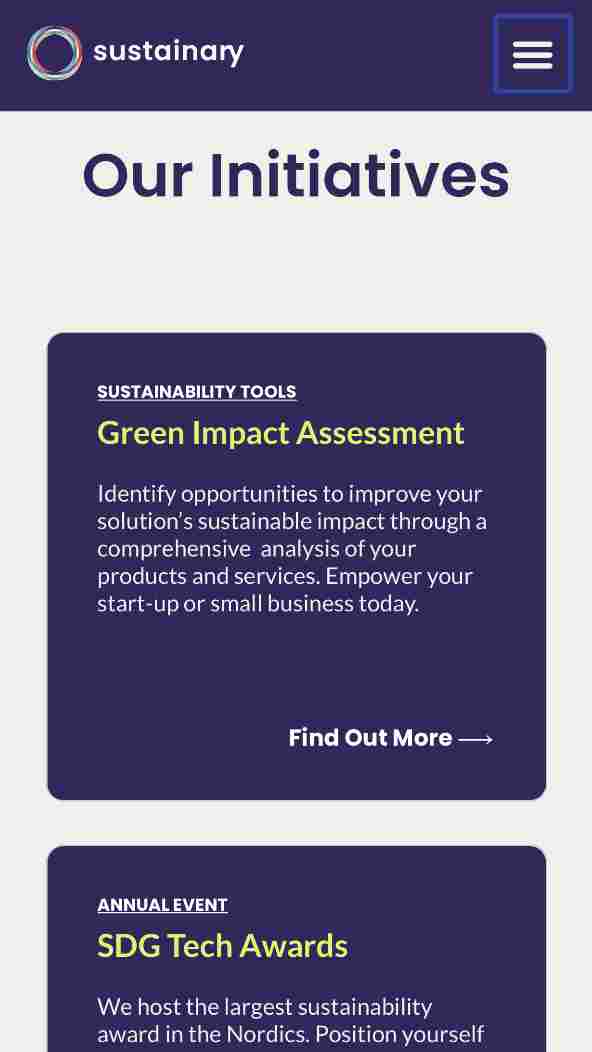 sustainary
Our Initiatives
SUSTAINABILITY TOOLS
Green Impact Assessment
Identify opportunities to improve your
solution's sustainable impact through a
comprehensive  analysis of your
products and services. Empower your
start-up or small business today.
Find Out More ⟶
ANNUAL EVENT
SDG Tech Awards
We host the largest sustainability
award in the Nordics. Position yourself